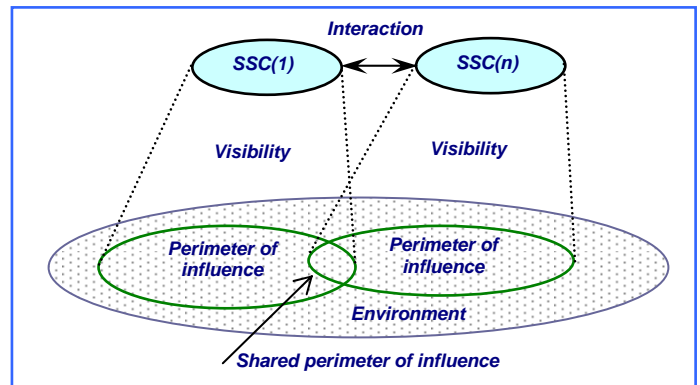 Interaction
SSC(1)
SSC(n)
Visibility
Visibility
Perimeter of
influence
Perimeter of
influence
Environment
Shared perimeter of influence